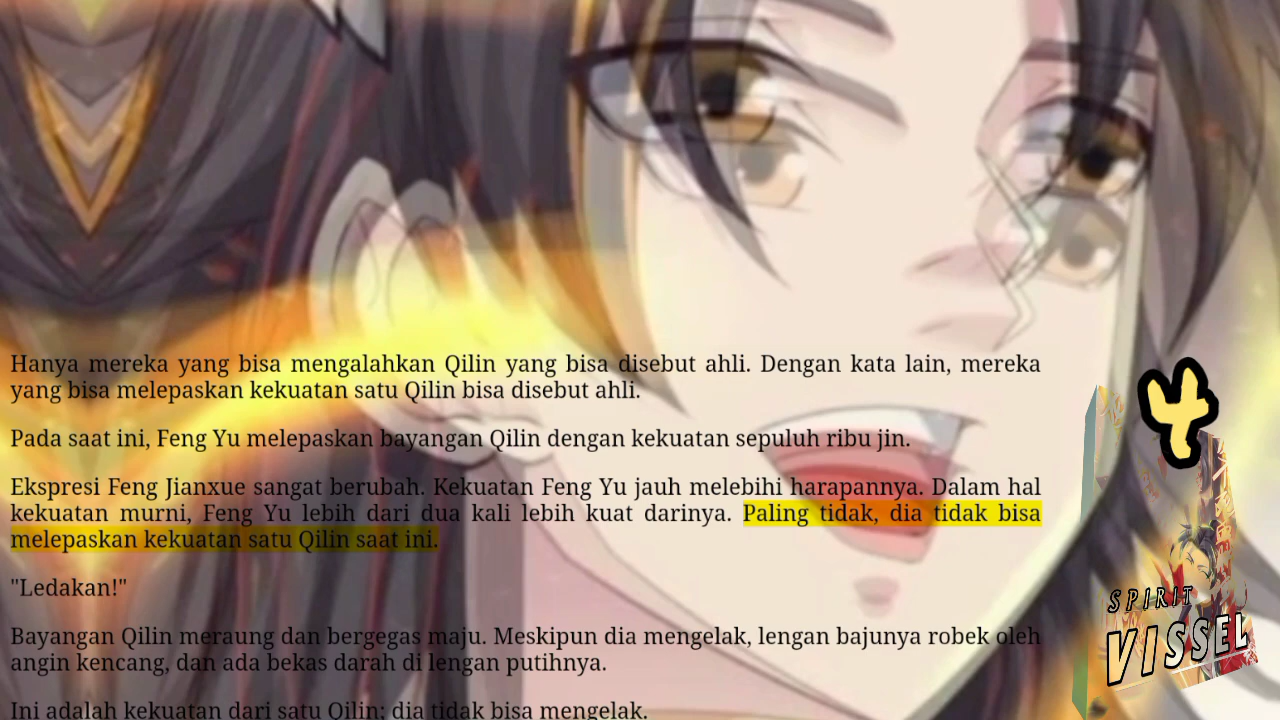 Hanya mereka yang bisa mengalahkan Qilin yang bisa disebut ahli. Dengan kata lain, mereka
yang bisa melepaskan kekuatan satu Qilin bisa disebut ahli.
Pada saat ini, Feng Yu melepaskan bayangan Qilin dengan kekuatan sepuluh ribu jin.
Ekspresi Feng Jianxue sangat berubah. Kekuatan Feng Yu jauh melebihi harapannya. Dalam hal
kekuatan murni, Feng Yu lebih dari dua kali lebih kuat darinya. Paling tidak, dia tidak bisa
melepaskan kekuatan satu Qilin saat ini.
"Ledakan!"
Bayangan Qilin meraung dan bergegas maju. Meskipun dia mengelak, lengan bajunya robek oleh
angin kencang, dan ada bekas darah di lengan putihnya.
Ini adalah kekuatan dari satu Qilin; dia tidak bisa mengelak.
4
SPIRIT
VISSEL